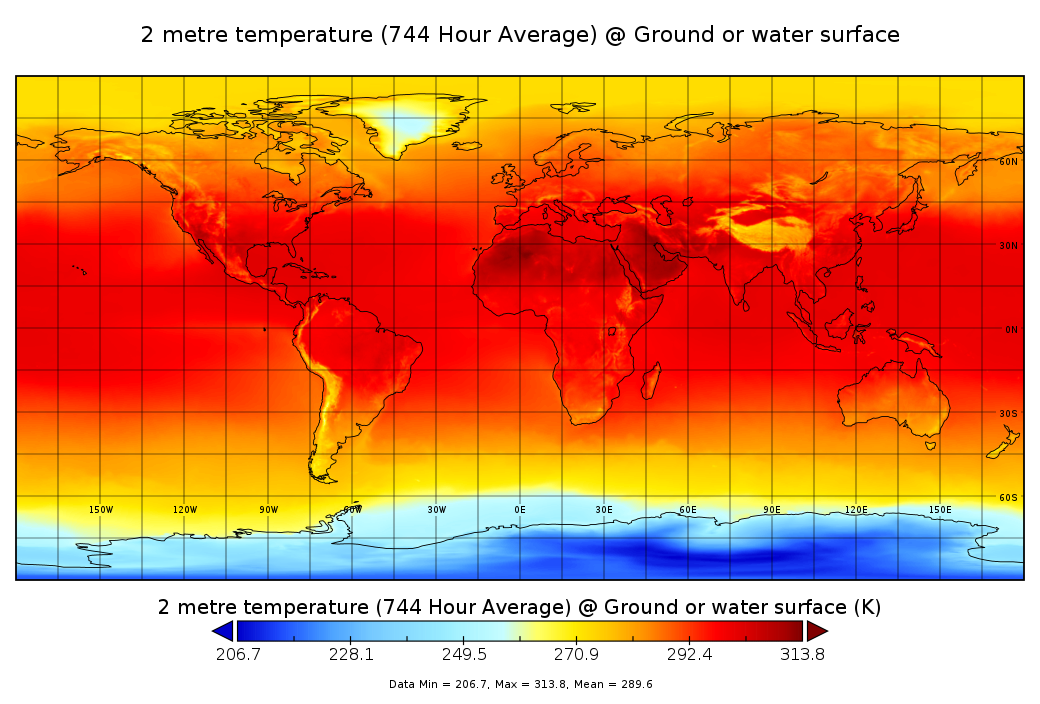 2 metre temperature (744 Hour Average) @ Ground or water surface
60N
30N
0N
30S
60S
150W 120W 90W 60W 30W 0E 30E 60E 90E 120E 150E
2 metre temperature (744 Hour Average) @ Ground or water surface (K)
206.7 228.1 249.5 270.9 292.4 313.8
Data Min = 206.7, Max = 313.8, Mean = 289.6